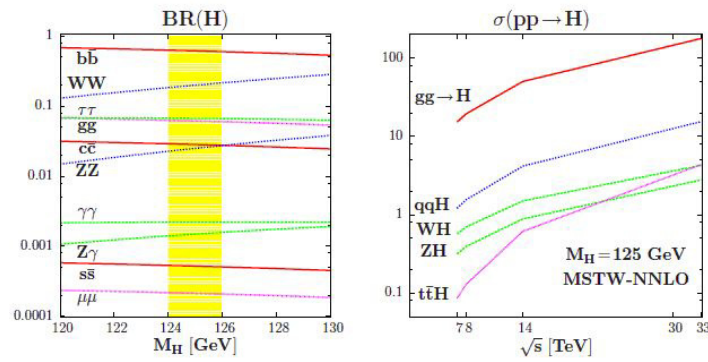 BR(H)
1
bb̄
WW
0.1
ττ
gg
cc̄
0.01
ZZ
γγ
0.001
Zγ
ss̄
μμ
0.0001
120 122 124 126 128 130
M_H [GeV]
σ(pp→H)
100
gg→H
10
qqH
WH
1
ZH
M_H=125 GeV
MSTW-NNLO
tt̄H
0.1
7 8 14 30 33
√s [TeV]